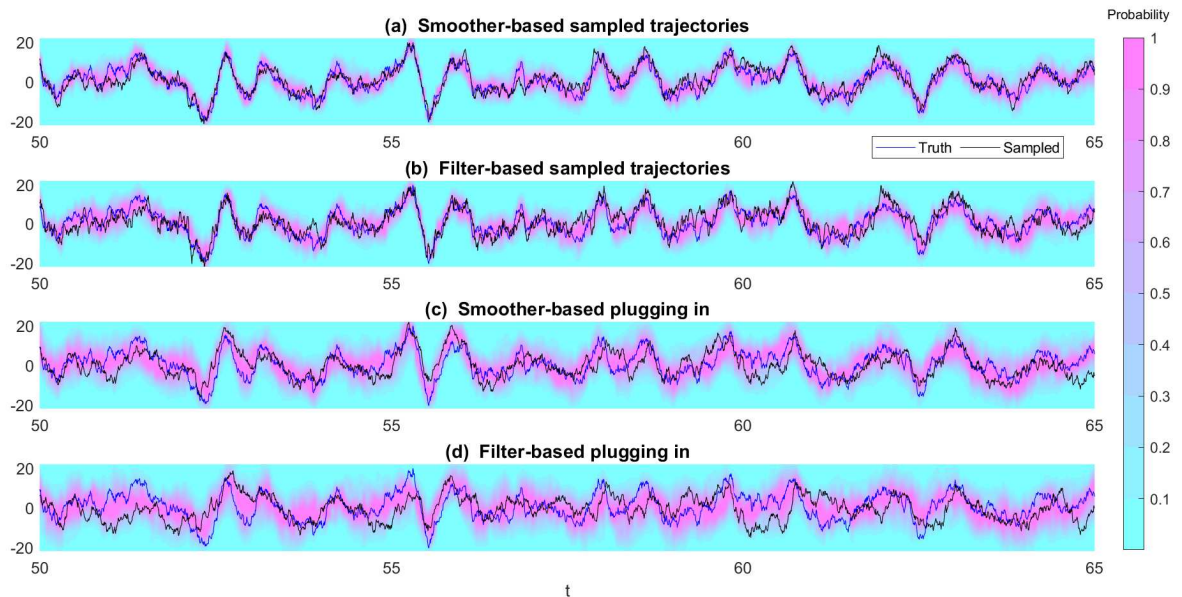 Probability
(a) Smoother-based sampled trajectories
20
0
-20
50 55 60 65
Truth Sampled
(b) Filter-based sampled trajectories
20
0
-20
50 55 60 65
(c) Smoother-based plugging in
20
0
-20
50 55 60 65
(d) Filter-based plugging in
20
0
-20
50 55 60 65
t
1
0.9
0.8
0.7
0.6
0.5
0.4
0.3
0.2
0.1